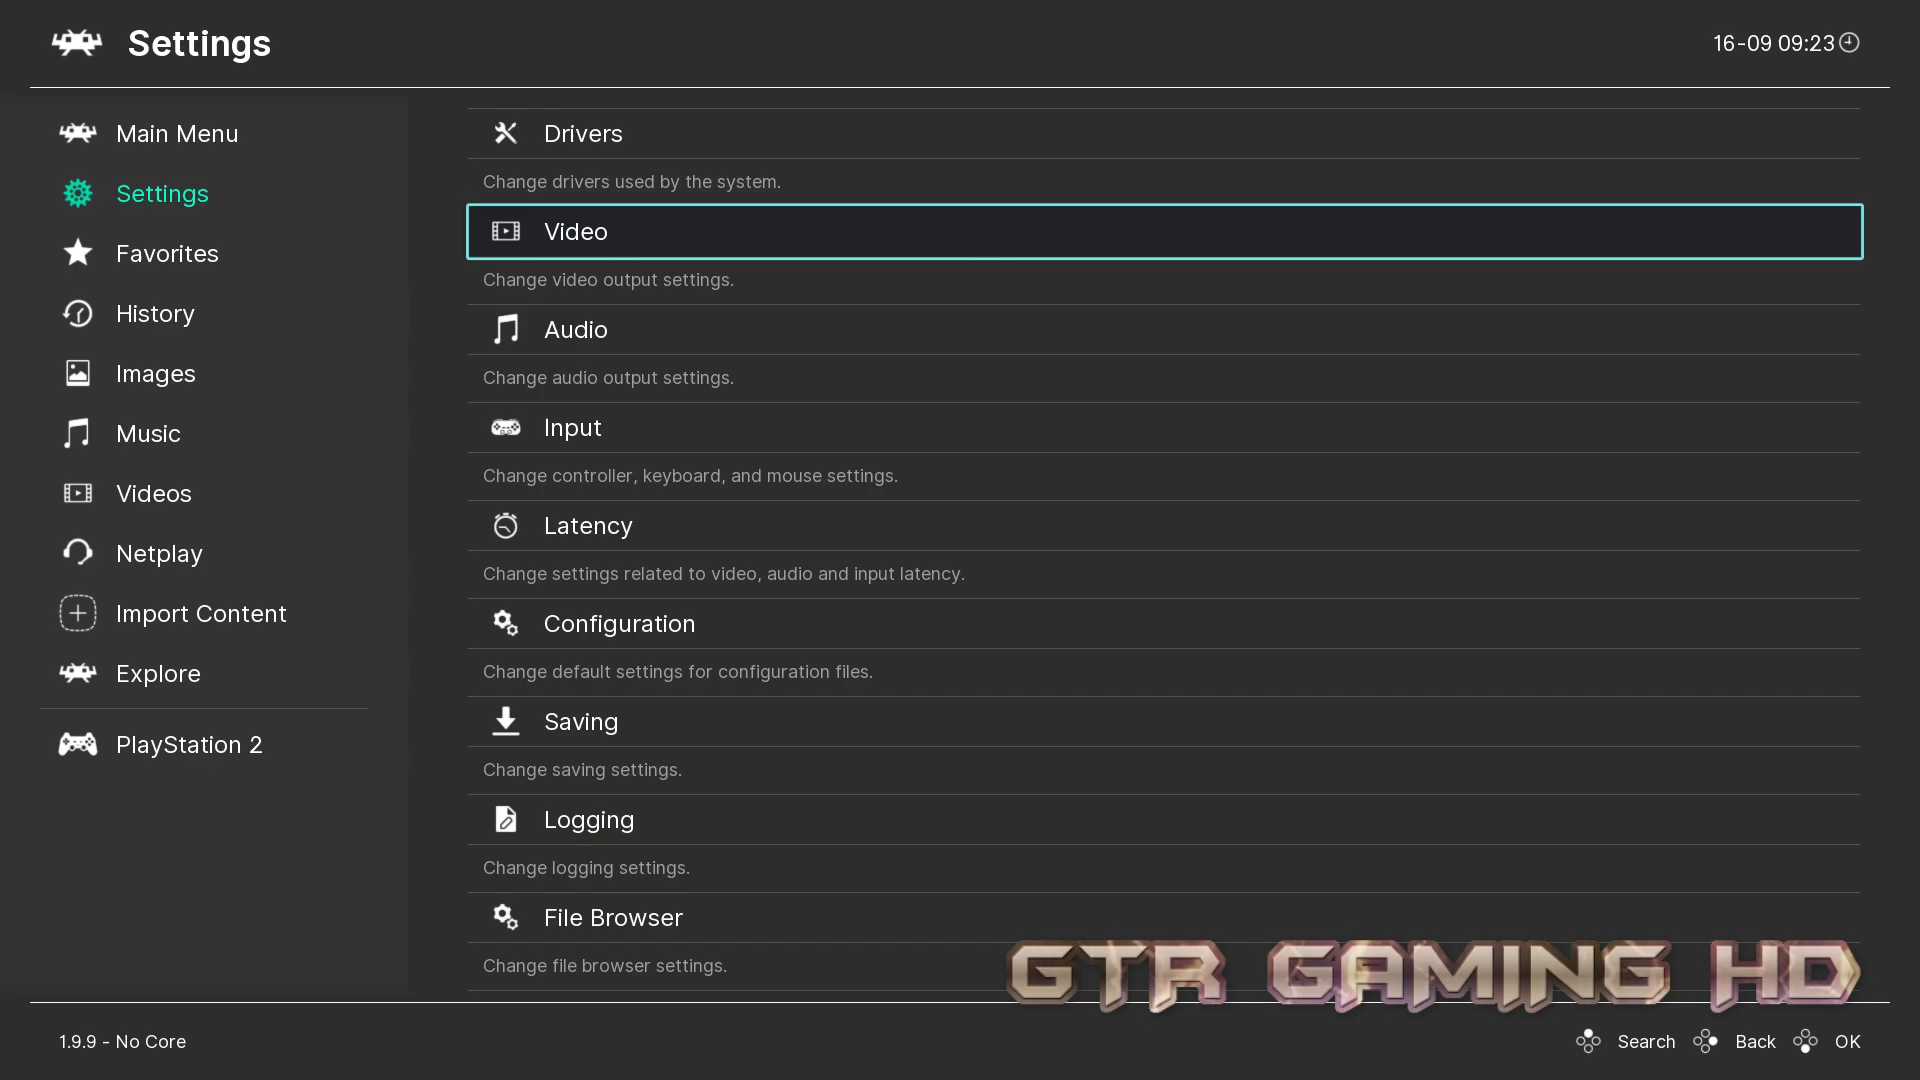 Settings
16-09 09:23
Main Menu
Settings
Favorites
History
Images
Music
Videos
Netplay
Import Content
Explore
PlayStation 2
Drivers
Change drivers used by the system.
Video
Change video output settings.
Audio
Change audio output settings.
Input
Change controller, keyboard, and mouse settings.
Latency
Change settings related to video, audio and input latency.
Configuration
Change default settings for configuration files.
Saving
Change saving settings.
Logging
Change logging settings.
File Browser
Change file browser settings.
GTR GAMING HD
1.9.9 - No Core
Search Back OK